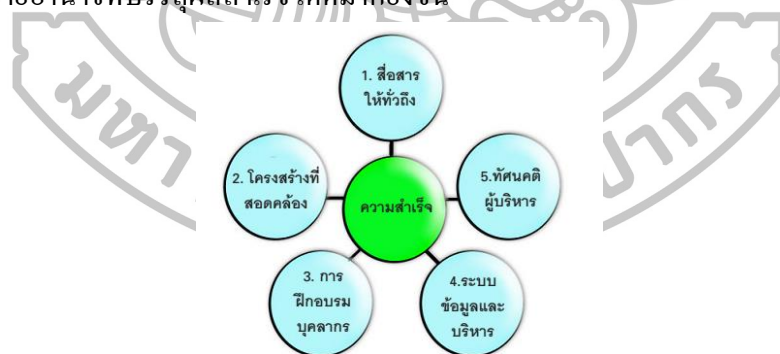 1. สื่อสาร
ให้ทั่วถึง
2. โครงสร้างที่
สอดคล้อง
5.ทัศนคติ
ผู้บริหาร
ความสำเร็จ
3. การ
ฝึกอบรม
บุคลากร
4.ระบบ
ข้อมูลและ
บริหาร